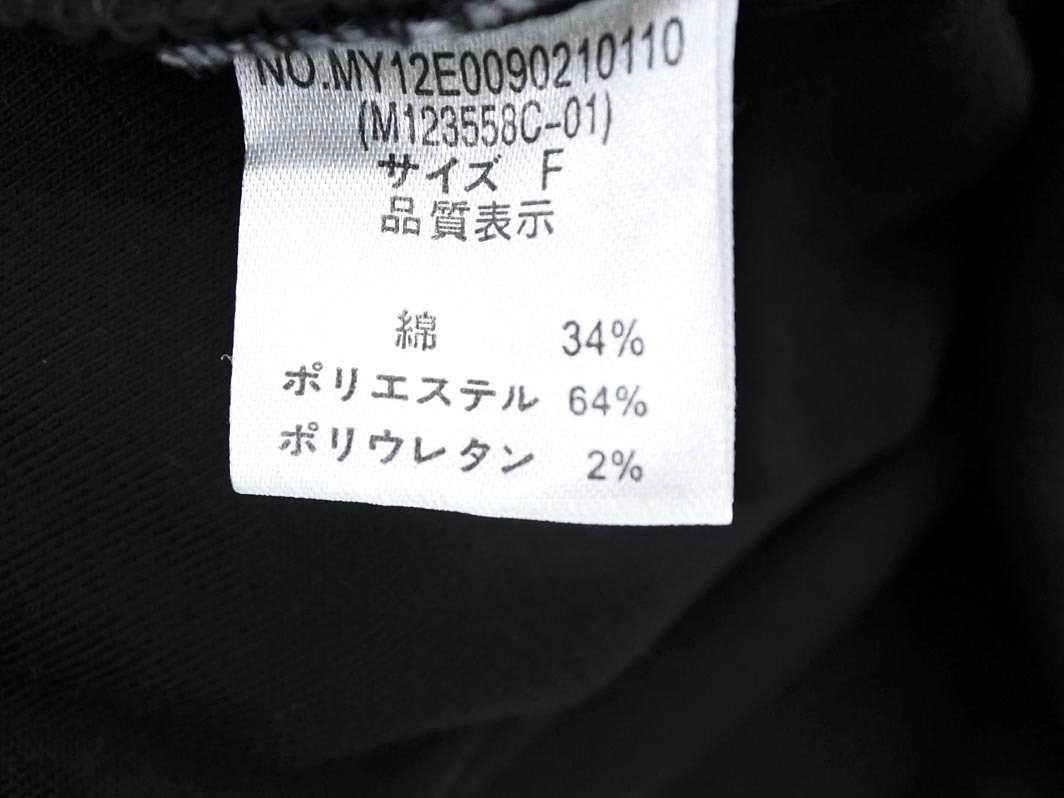 NO.MY12E0090210110
(M123558C-01)
サイズ F
品質表示
綿 34%
ポリエステル 64%
ポリウレタン 2%